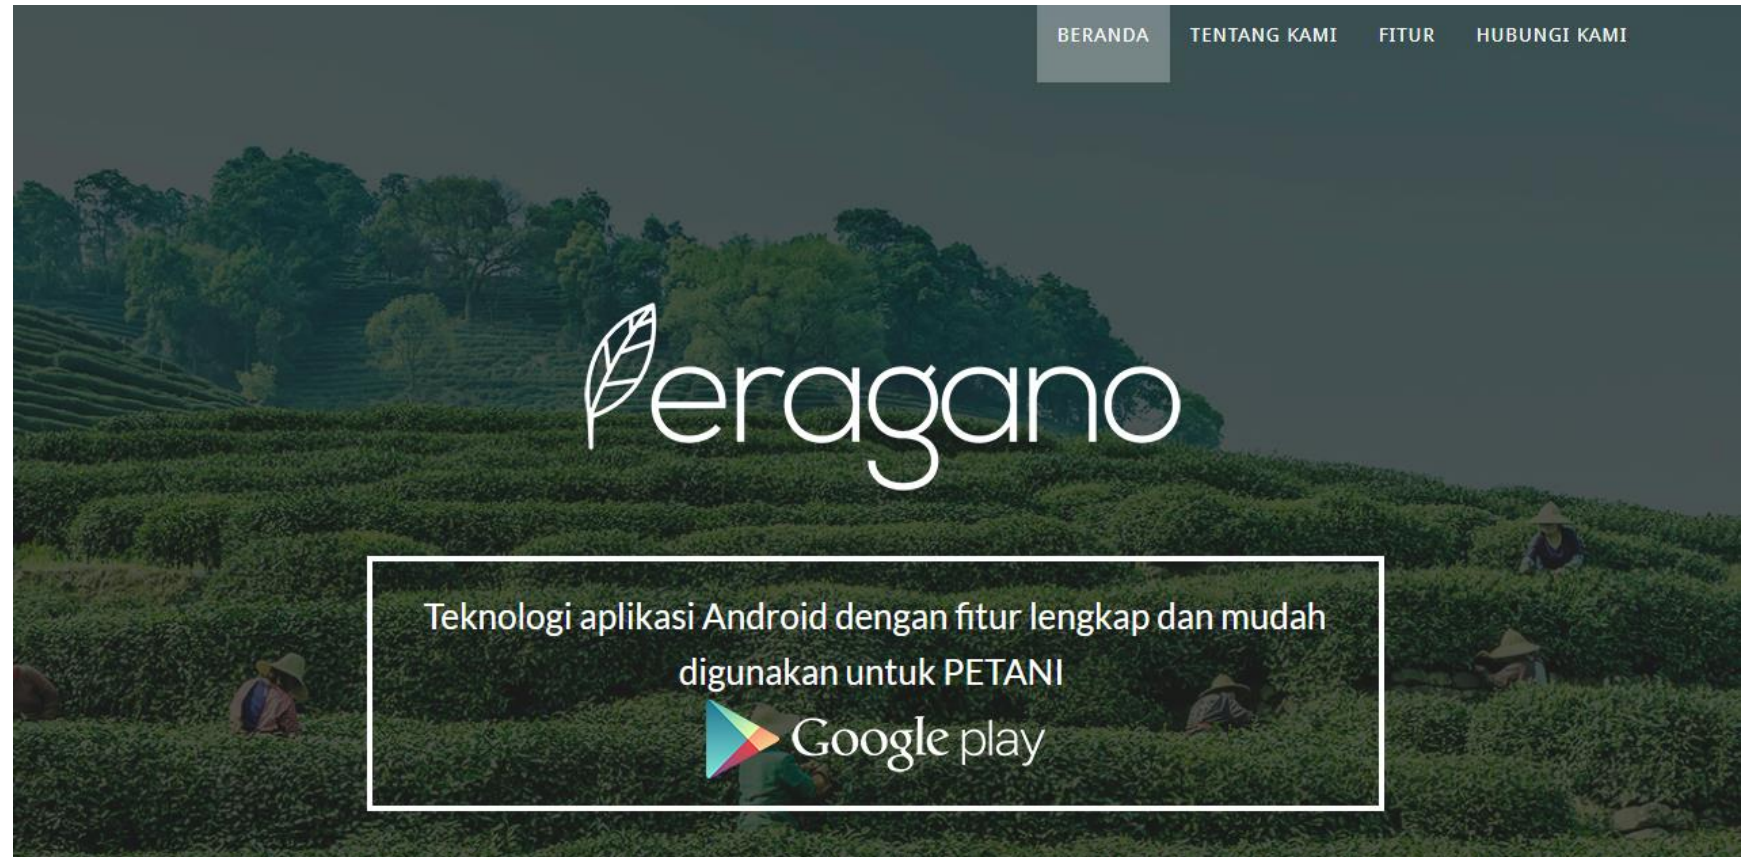 BERANDA TENTANG KAMI FITUR HUBUNGI KAMI
Peragano
Teknologi aplikasi Android dengan fitur lengkap dan mudah
digunakan untuk PETANI
Google play